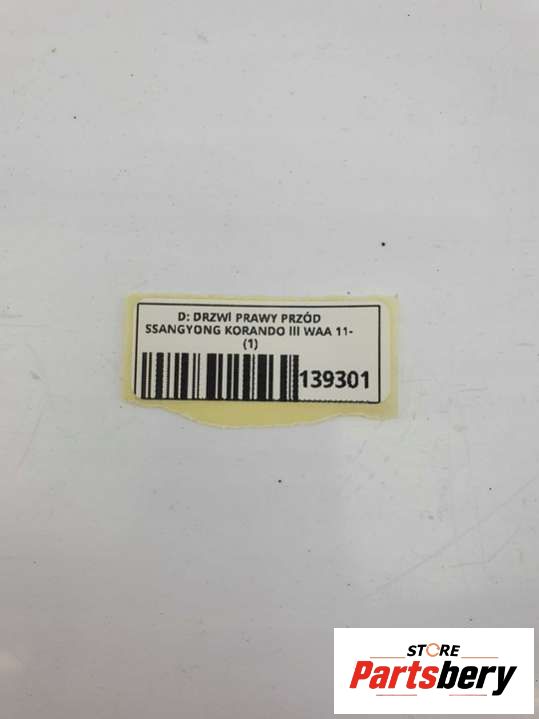 D: DRZWI PRAWY PRZÓD
SSANGYONG KORANDO III WAA 11-
(1)
139301
STORE
Partsbery